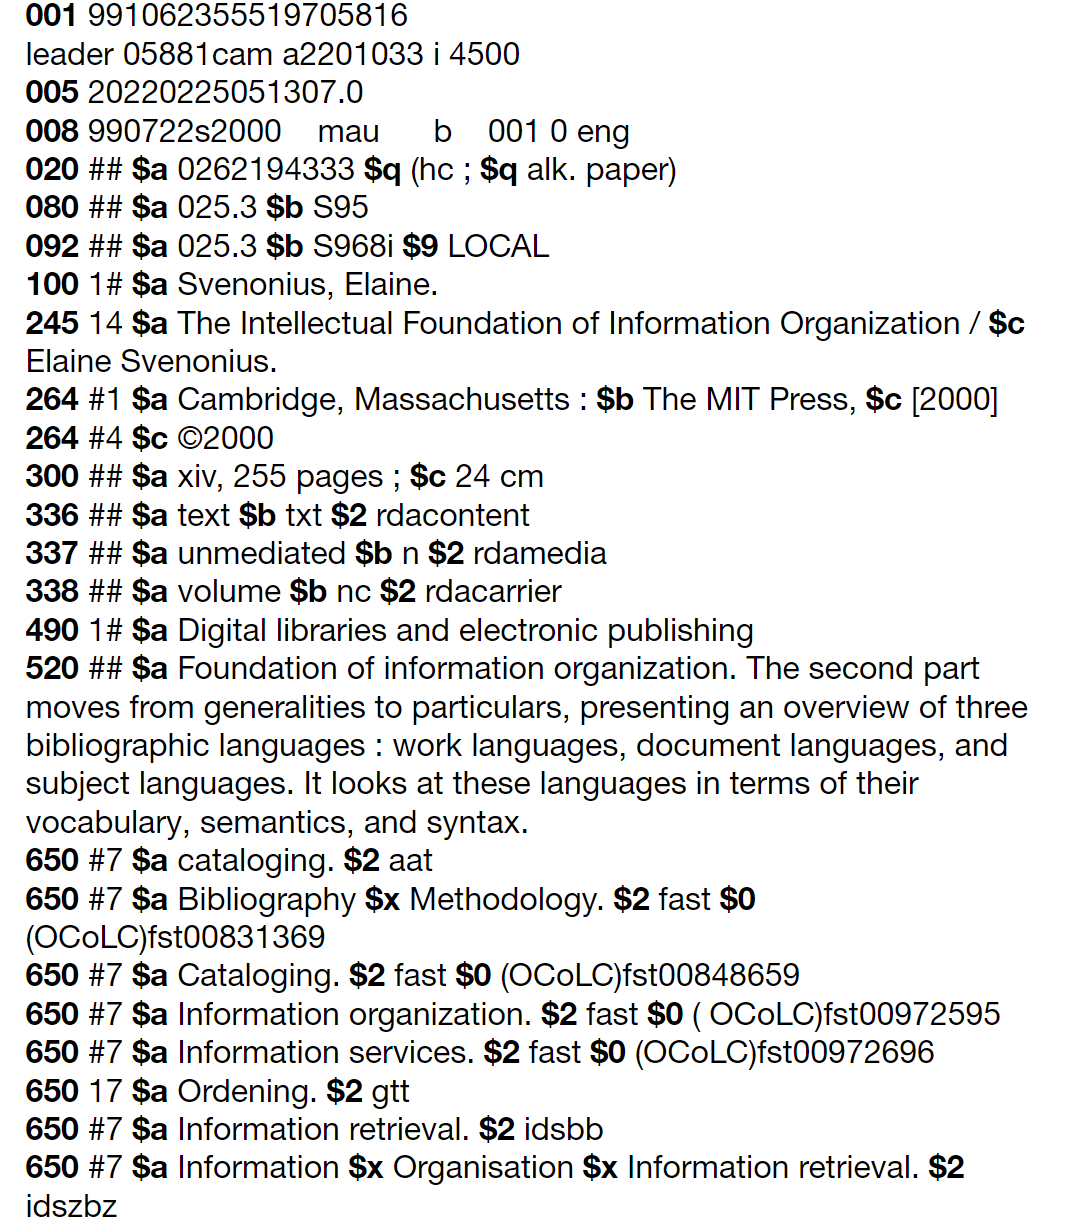 001 991062355519705816
leader 05881cam a2201033 i 4500
005 20220225051307.0
008 990722s2000 mau b 001 0 eng
020 ## $a 0262194333 $q (hc ; $q alk. paper)
080 ## $a 025.3 $b S95
092 ## $a 025.3 $b S968i $9 LOCAL
100 1# $a Svenonius, Elaine.
245 14 $a The Intellectual Foundation of Information Organization / $c
Elaine Svenonius.
264 #1 $a Cambridge, Massachusetts : $b The MIT Press, $c [2000]
264 #4 $c ©2000
300 ## $a xiv, 255 pages ; $c 24 cm
336 ## $a text $b txt $2 rdacontent
337 ## $a unmediated $b n $2 rdamedia
338 ## $a volume $b nc $2 rdacarrier
490 1# $a Digital libraries and electronic publishing
520 ## $a Foundation of information organization. The second part
moves from generalities to particulars, presenting an overview of three
bibliographic languages : work languages, document languages, and
subject languages. It looks at these languages in terms of their
vocabulary, semantics, and syntax.
650 #7 $a cataloging. $2 aat
650 #7 $a Bibliography $x Methodology. $2 fast $0
(OCoLC)fst00831369
650 #7 $a Cataloging. $2 fast $0 (OCoLC)fst00848659
650 #7 $a Information organization. $2 fast $0 ( OCoLC)fst00972595
650 #7 $a Information services. $2 fast $0 (OCoLC)fst00972696
650 17 $a Ordening. $2 gtt
650 #7 $a Information retrieval. $2 idsbb
650 #7 $a Information $x Organisation $x Information retrieval. $2
idszbz